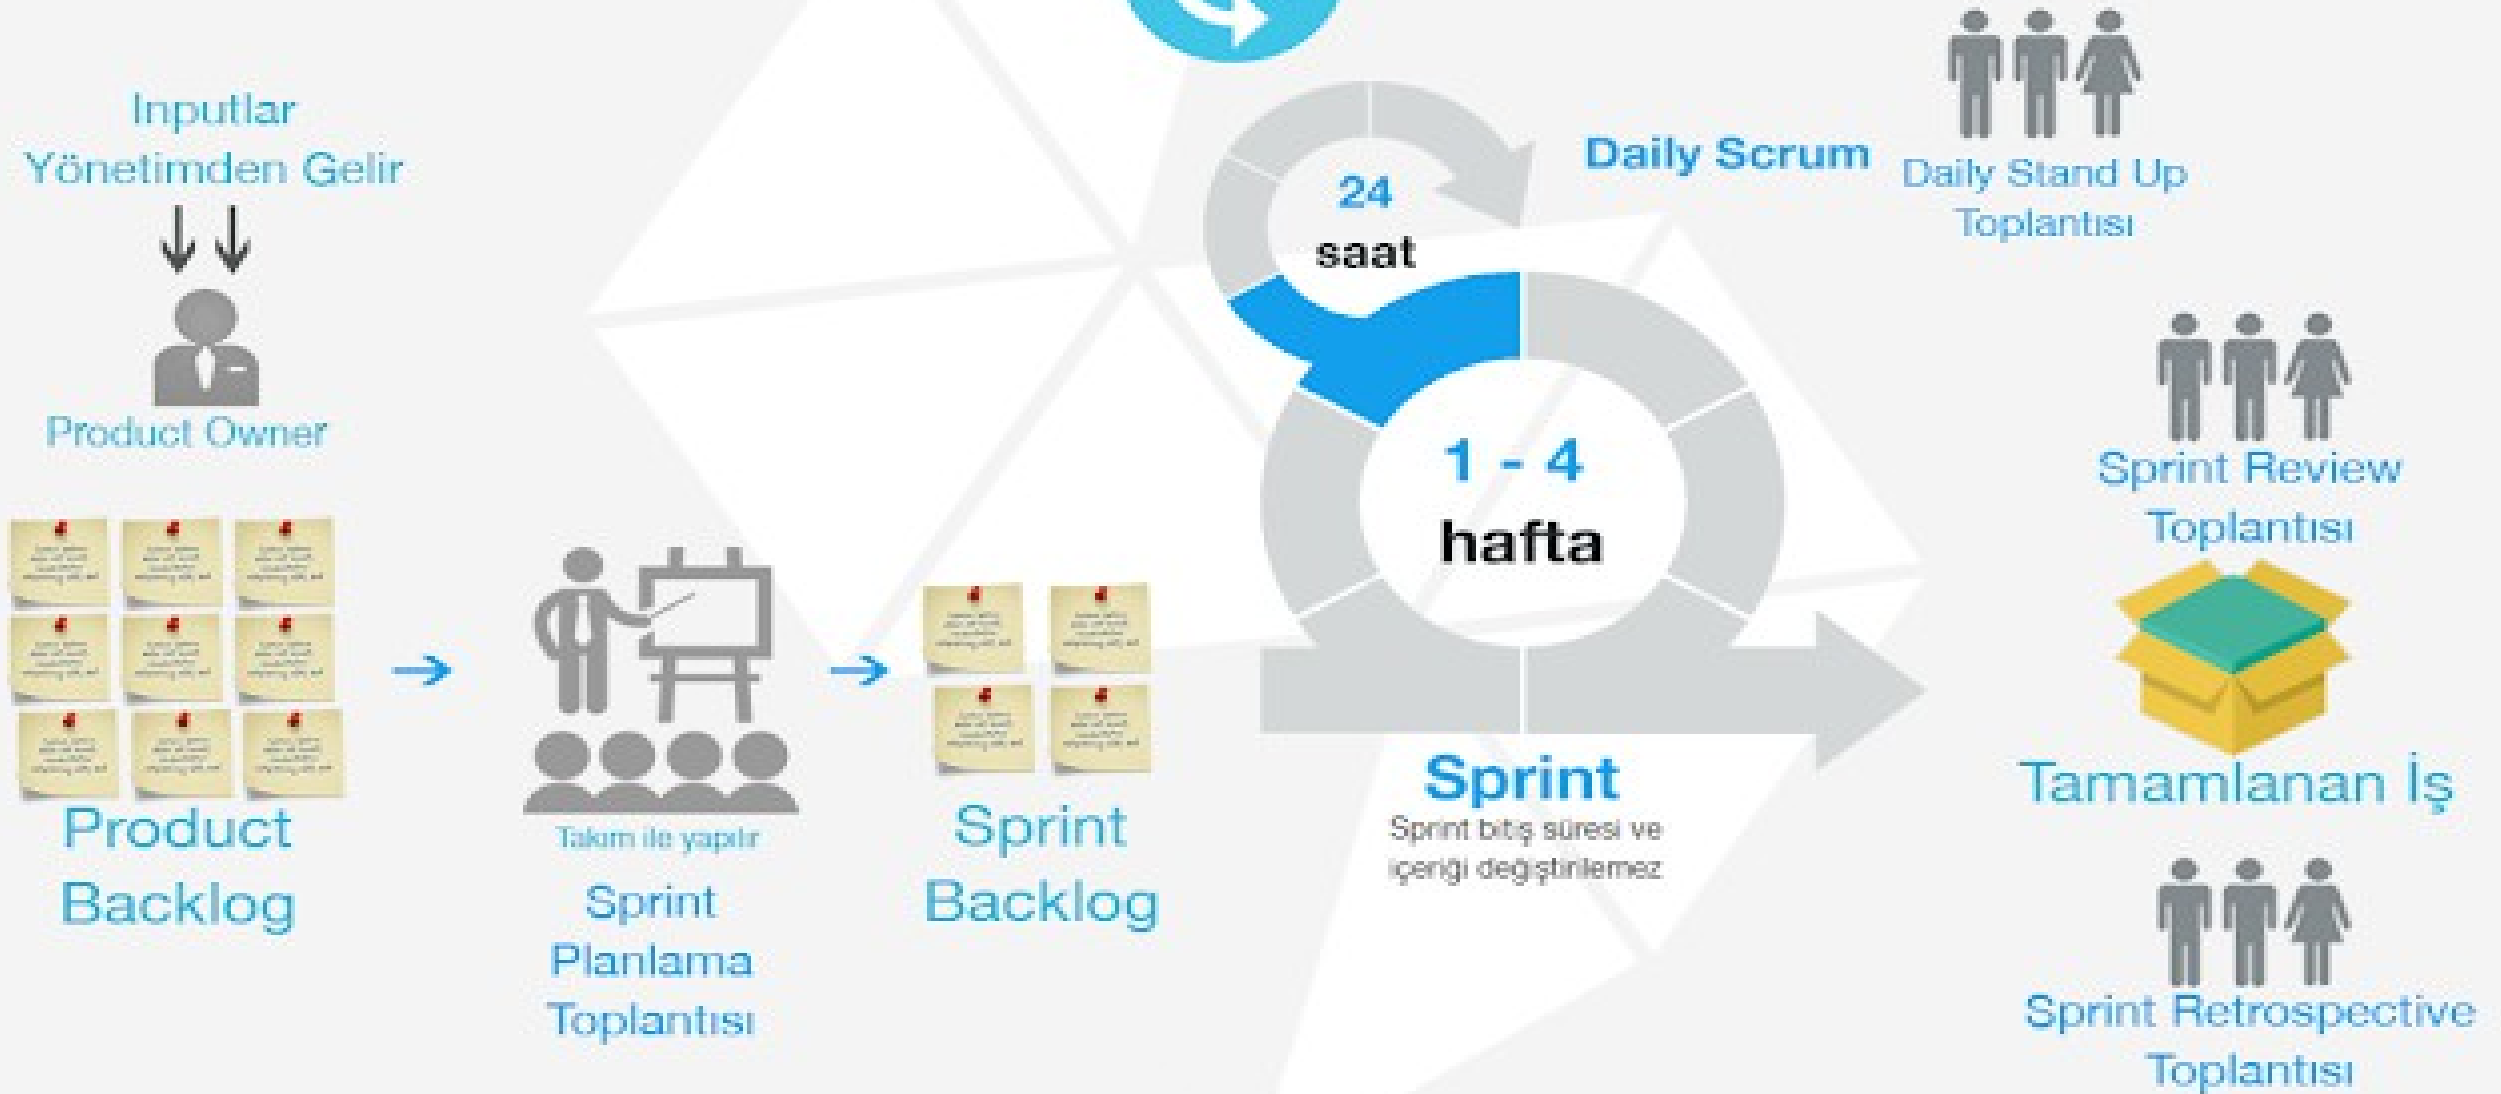 Inputlar
Yönetimden Gelir
Product Owner
Product
Backlog
Takım ile yapılır
Sprint
Planlama
Toplantısı
Sprint
Backlog
24
saat
1 - 4
hafta
Sprint
Sprint bitiş süresi ve
içeriği değiştirilemez
Daily Scrum
Daily Stand Up
Toplantısı
Sprint Review
Toplantısı
Tamamlanan İş
Sprint Retrospective
Toplantısı